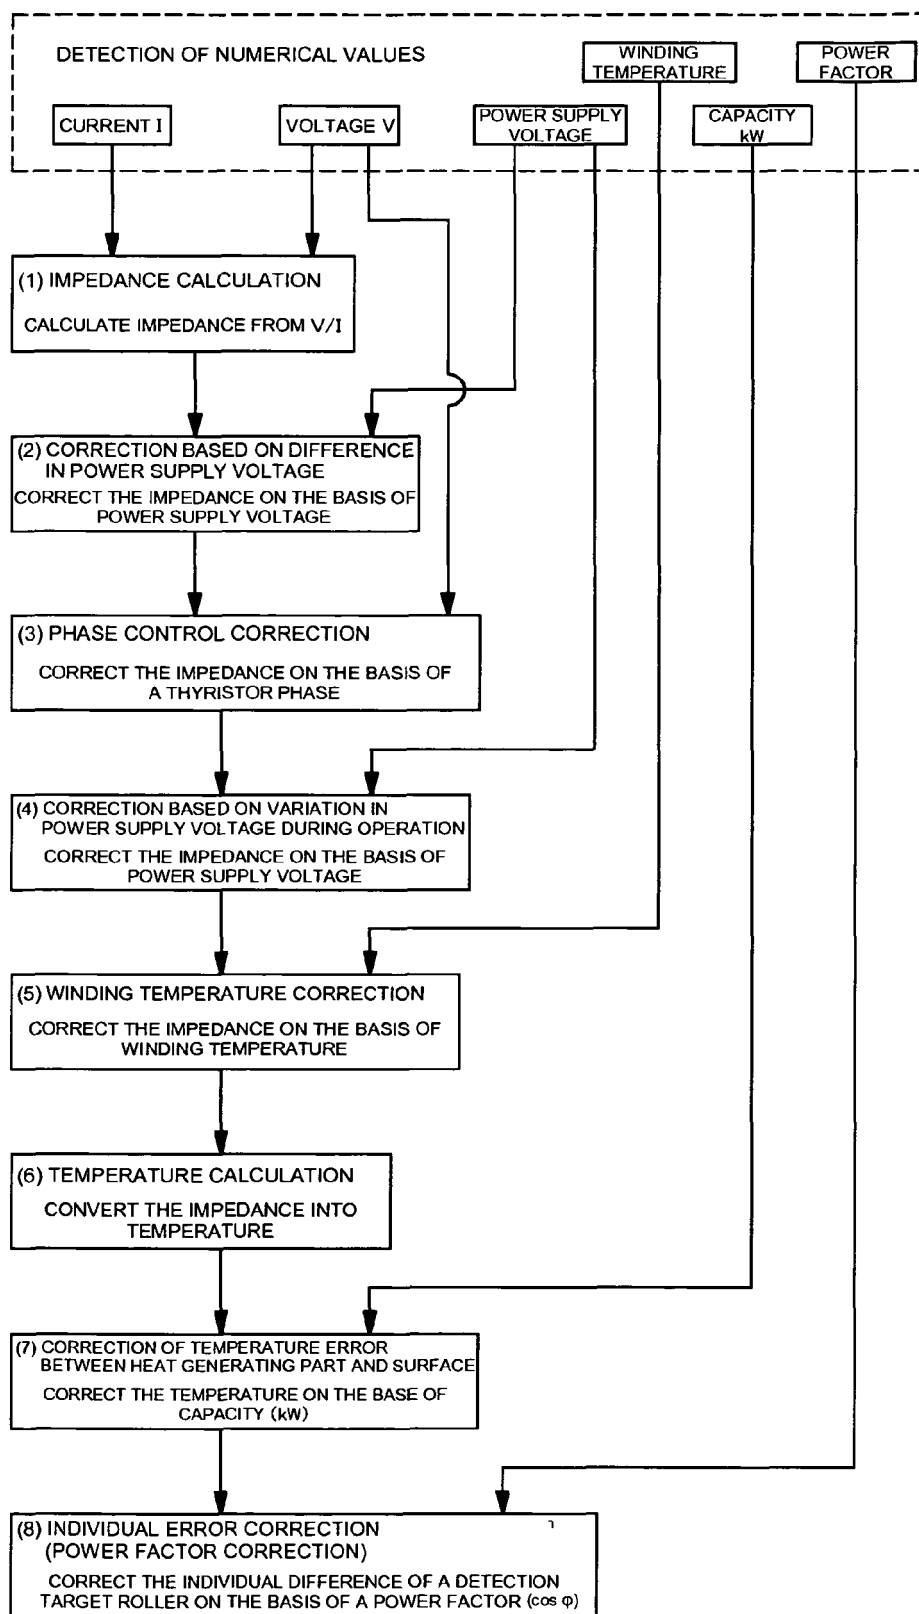 DETECTION OF NUMERICAL VALUES
WINDING
TEMPERATURE
POWER
FACTOR
CURRENT I
VOLTAGE V
POWER SUPPLY
VOLTAGE
CAPACITY
kW
(1) IMPEDANCE CALCULATION
CALCULATE IMPEDANCE FROM V/I
(2) CORRECTION BASED ON DIFFERENCE
IN POWER SUPPLY VOLTAGE
CORRECT THE IMPEDANCE ON THE BASIS OF
POWER SUPPLY VOLTAGE
(3) PHASE CONTROL CORRECTION
CORRECT THE IMPEDANCE ON THE BASIS OF
A THYRISTOR PHASE
(4) CORRECTION BASED ON VARIATION IN
POWER SUPPLY VOLTAGE DURING OPERATION
CORRECT THE IMPEDANCE ON THE BASIS OF
POWER SUPPLY VOLTAGE
(5) WINDING TEMPERATURE CORRECTION
CORRECT THE IMPEDANCE ON THE BASIS OF
WINDING TEMPERATURE
(6) TEMPERATURE CALCULATION
CONVERT THE IMPEDANCE INTO
TEMPERATURE
(7) CORRECTION OF TEMPERATURE ERROR
BETWEEN HEAT GENERATING PART AND SURFACE
CORRECT THE TEMPERATURE ON THE BASE OF
CAPACITY (kW)
(8) INDIVIDUAL ERROR CORRECTION
(POWER FACTOR CORRECTION)
CORRECT THE INDIVIDUAL DIFFERENCE OF A DETECTION
TARGET ROLLER ON THE BASIS OF A POWER FACTOR (cos φ)